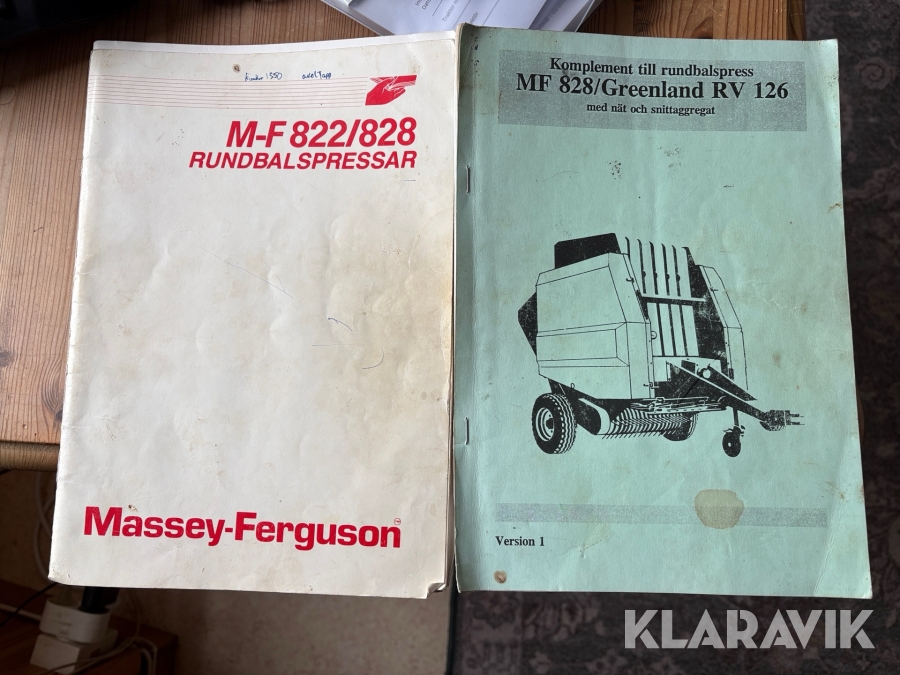 M-F 822/828
RUNDBALSPRESSAR
Massey-Ferguson
Komplement till rundbalspress
MF 828/Greenland RV 126
med nät och snittaggregat
Version 1
KLARAVIK